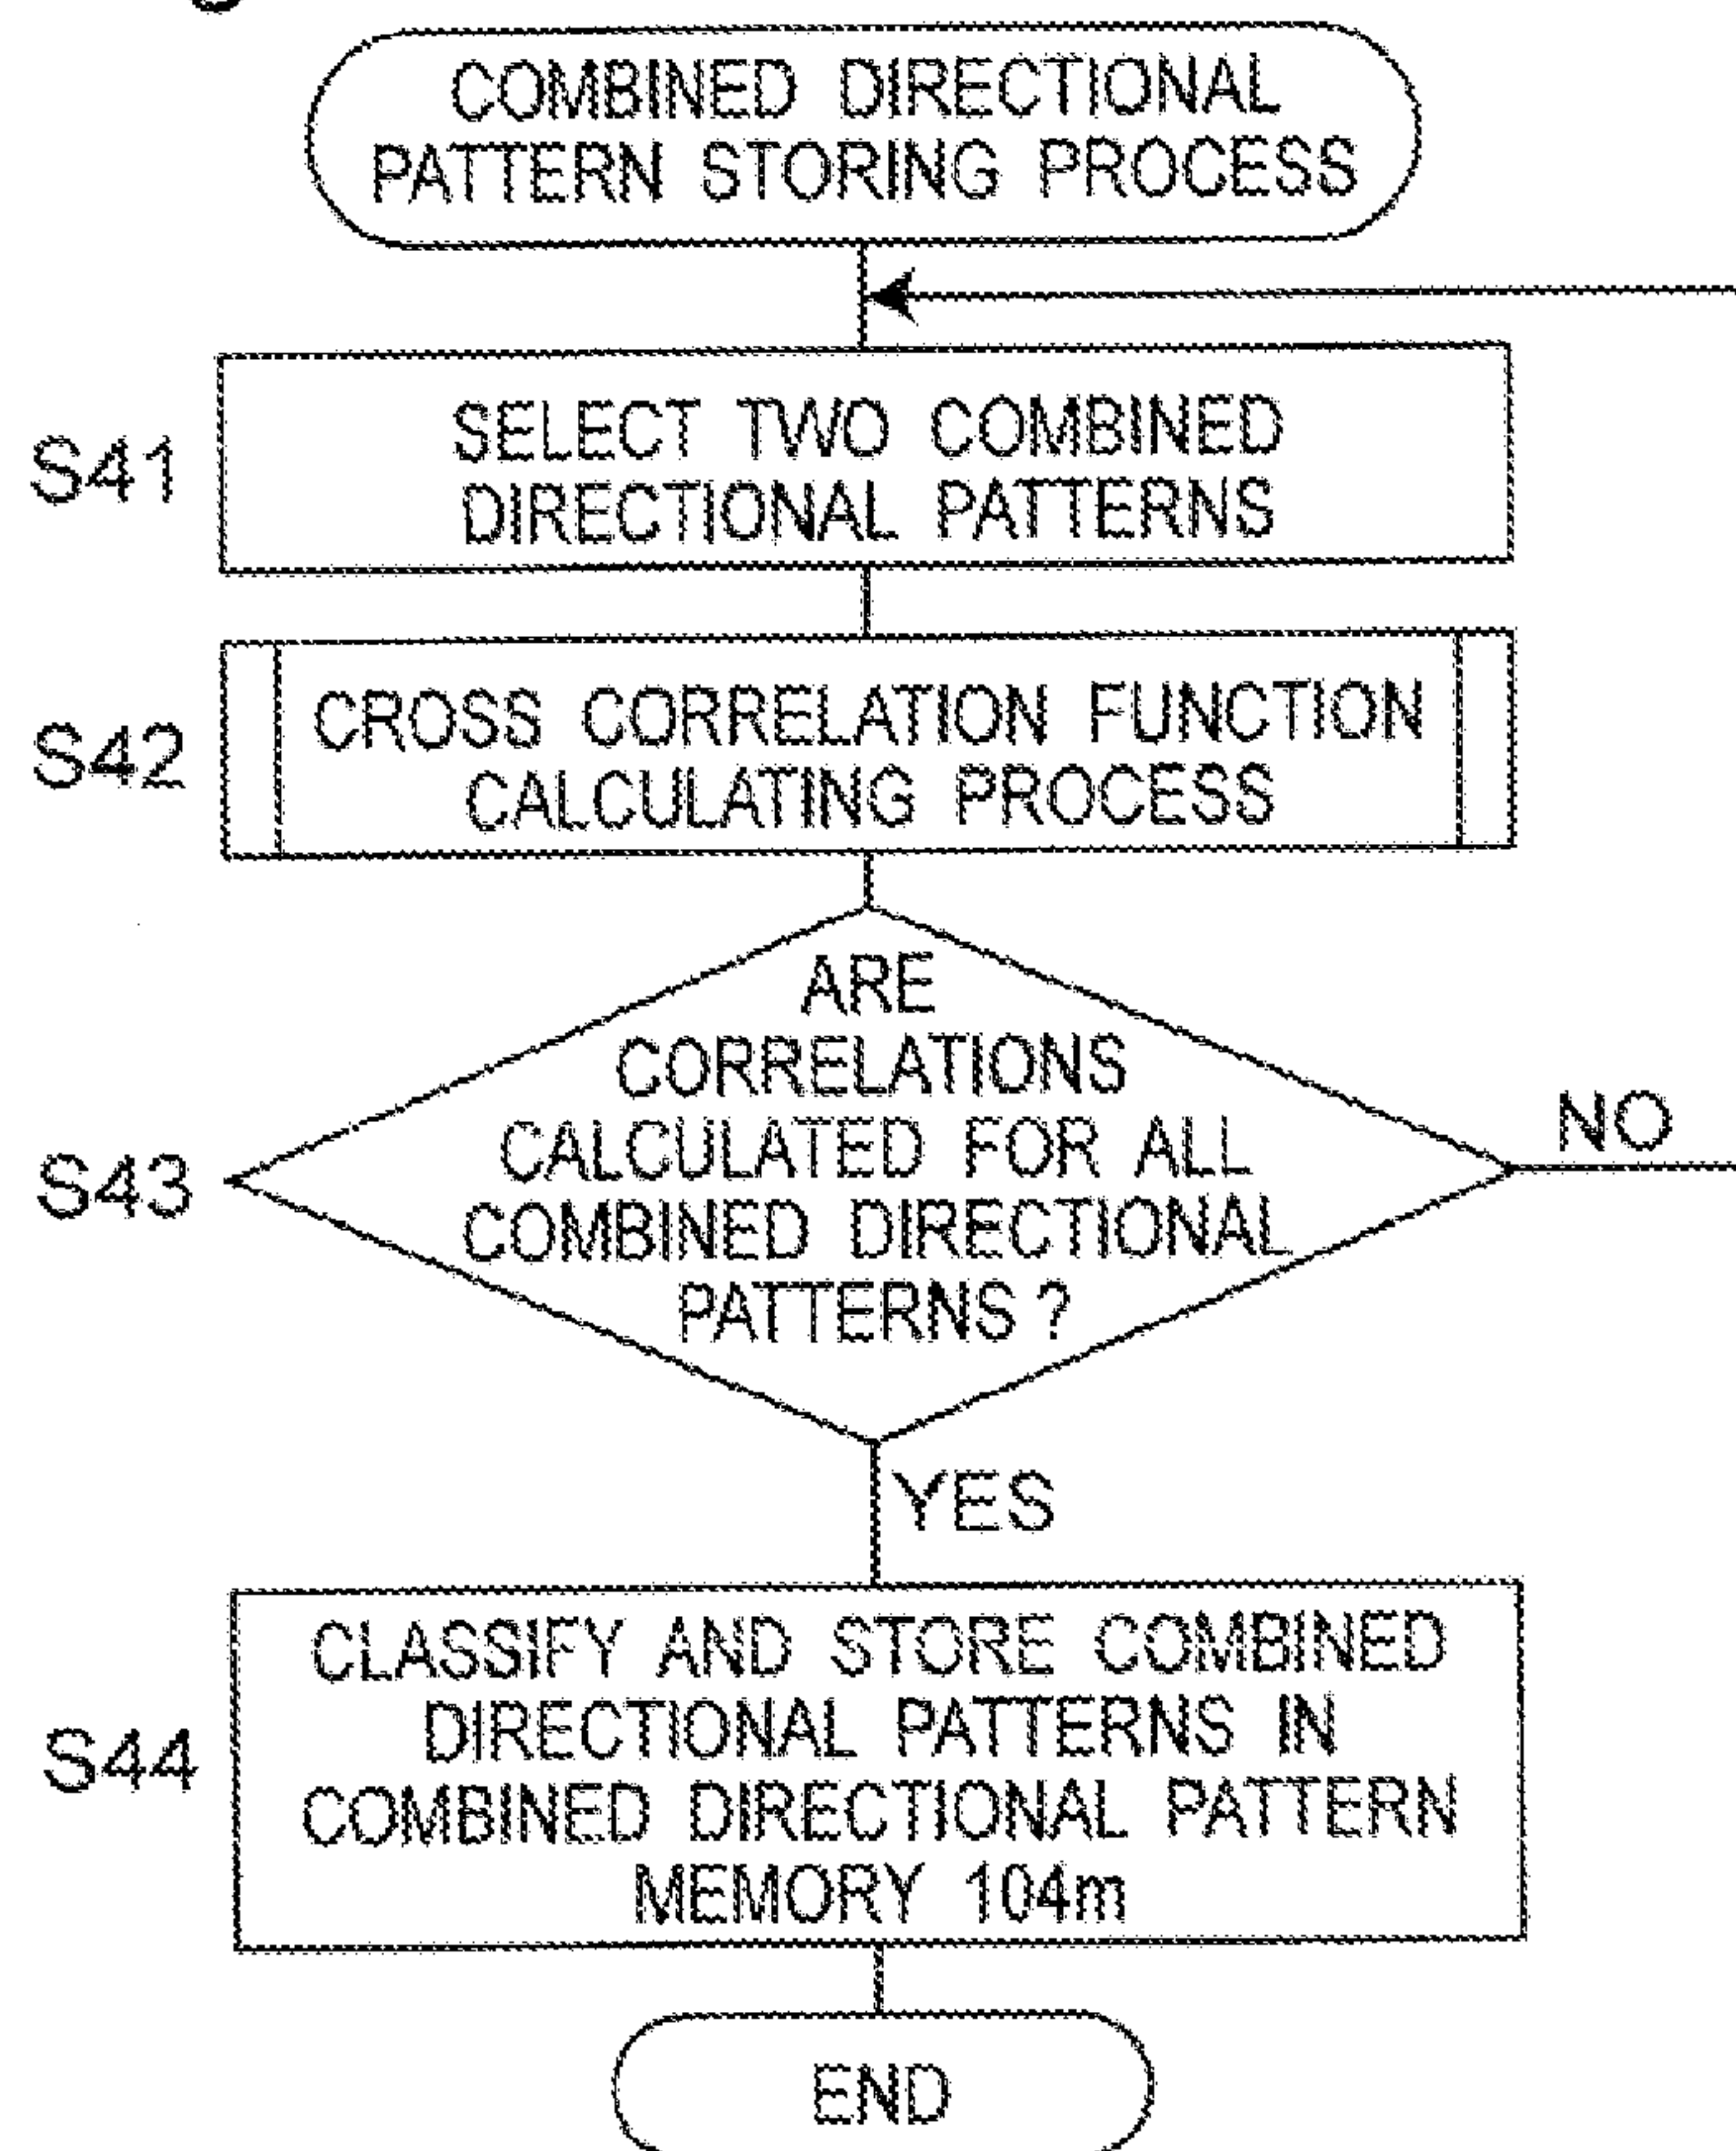 COMBINED DIRECTIONAL
PATTERN STORING PROCESS
S41
SELECT TWO COMBINED
DIRECTIONAL PATTERNS
S42
CROSS CORRELATION FUNCTION
CALCULATING PROCESS
S43
ARE
CORRELATIONS
CALCULATED FOR ALL
COMBINED DIRECTIONAL
PATTERNS ?
NO
YES
S44
CLASSIFY AND STORE COMBINED
DIRECTIONAL PATTERNS IN
COMBINED DIRECTIONAL PATTERN
MEMORY 104m
END